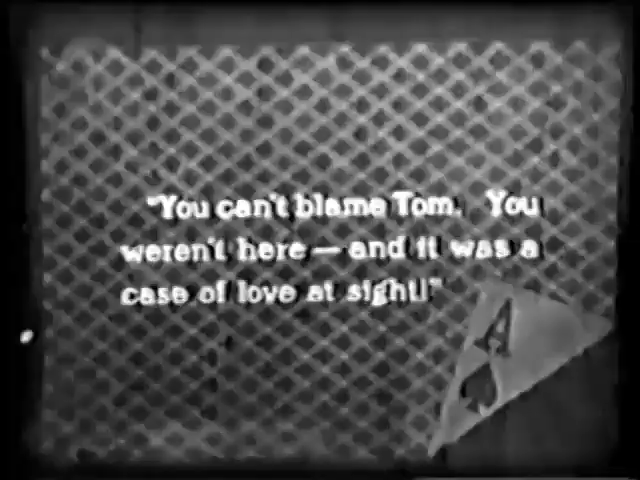 "You can't blame Tom. You
weren't here — and it was a
case of love at sight!"
A